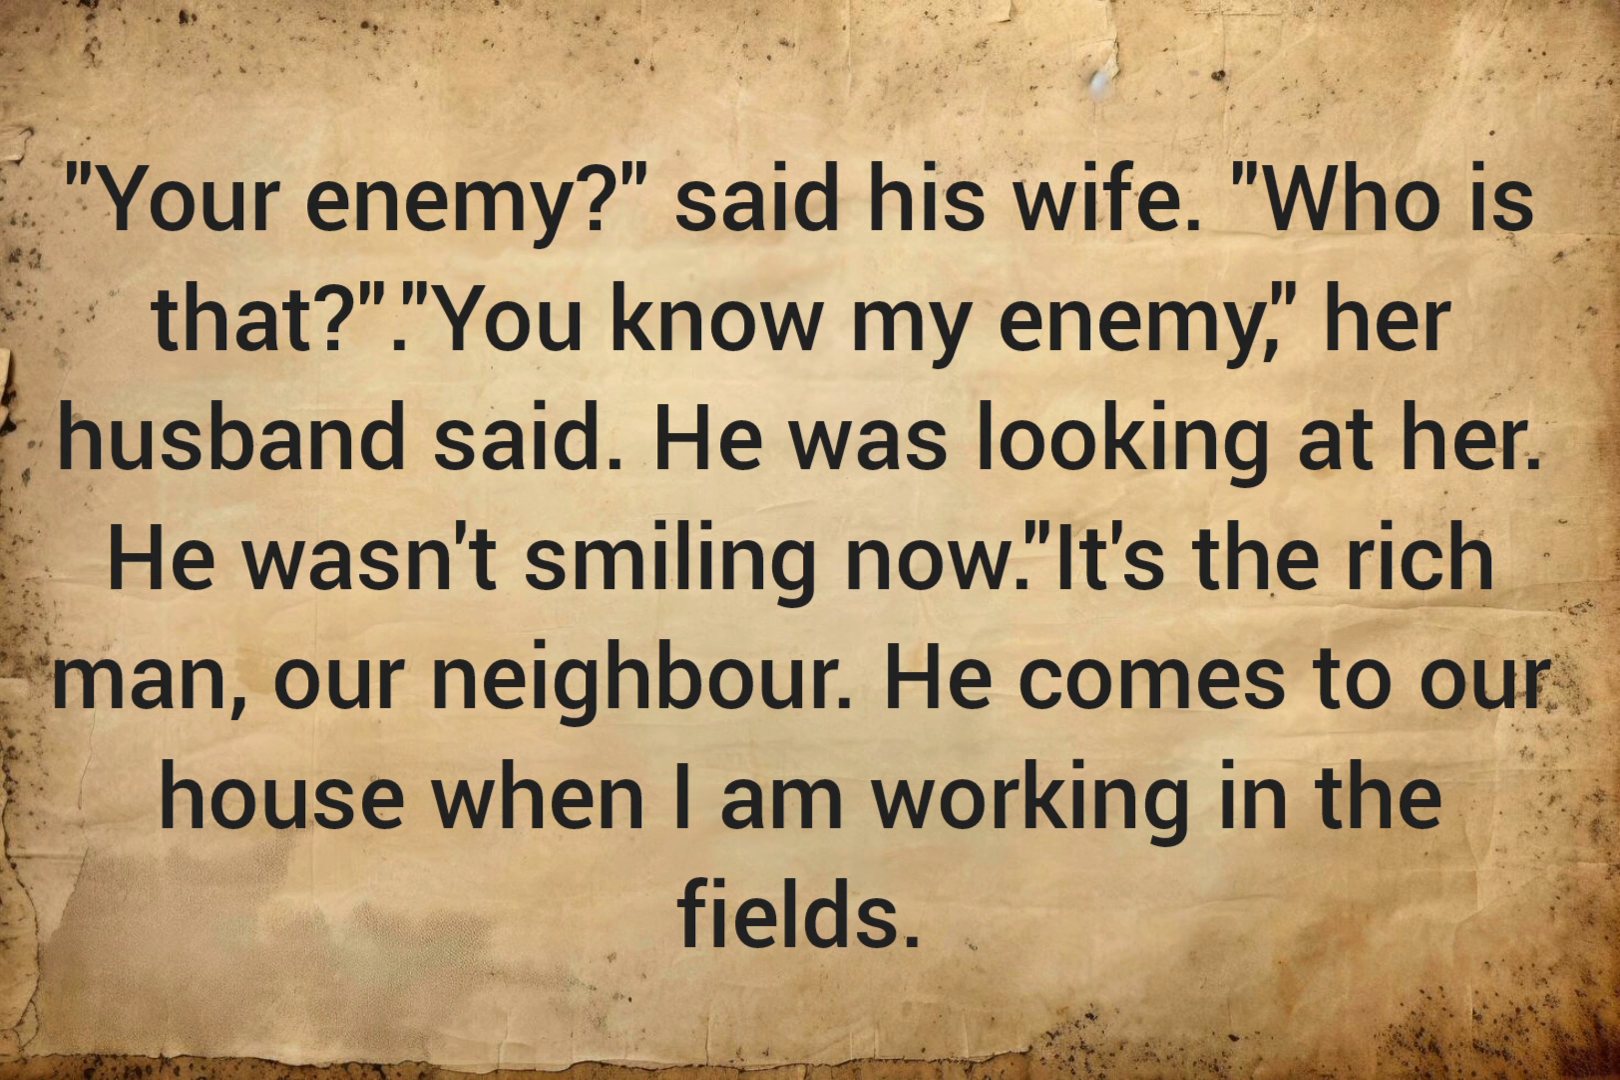 "Your enemy?" said his wife. "Who is
that?"."You know my enemy," her
husband said. He was looking at her.
He wasn't smiling now."It's the rich
man, our neighbour. He comes to our
house when I am working in the
fields.